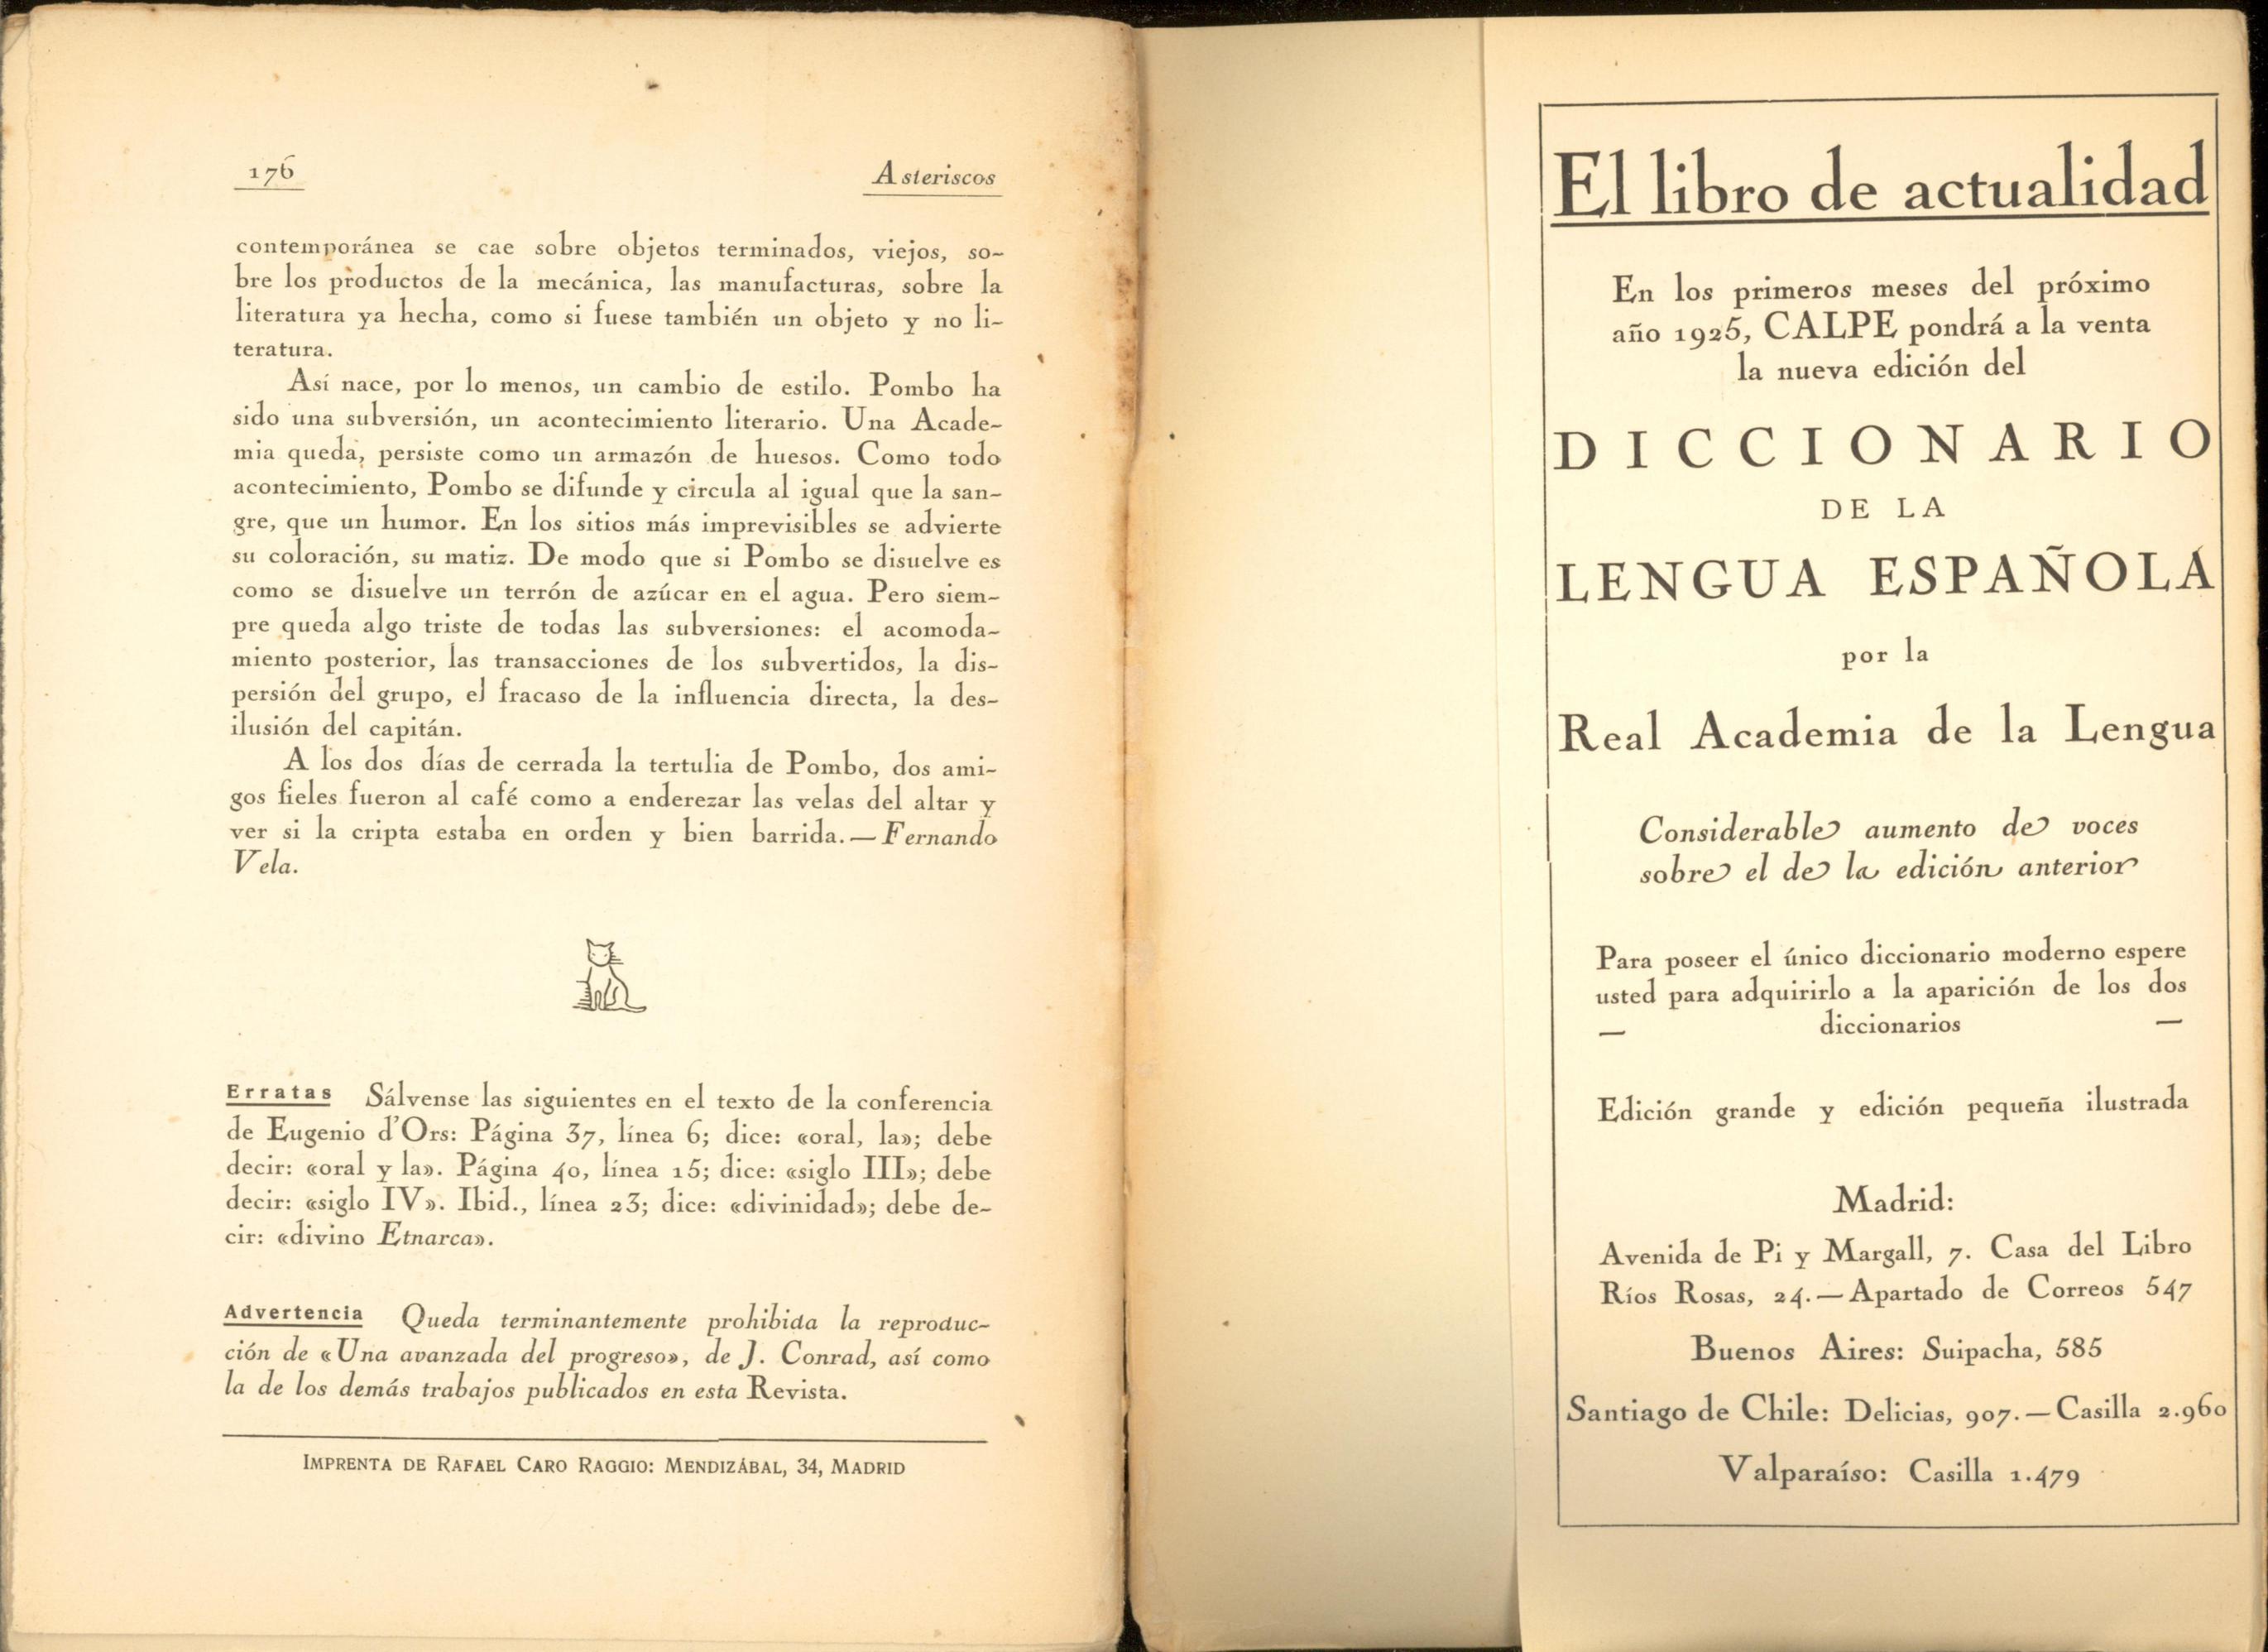 176
Asteriscos
contemporánea se cae sobre objetos terminados, viejos, so-
bre los productos de la mecánica, las manufacturas, sobre la
literatura ya hecha, como si fuese también un objeto y no li-
teratura.
Así nace, por lo menos, un cambio de estilo. Pombo ha
sido una subversión, un acontecimiento literario. Una Acade-
mia queda, persiste como un armazón de huesos. Como todo
acontecimiento, Pombo se difunde y circula al igual que la san-
gre, que un humor. En los sitios más imprevisibles se advierte
su coloración, su matiz. De modo que si Pombo se disuelve es
como se disuelve un terrón de azúcar en el agua. Pero siem-
pre queda algo triste de todas las subversiones: el acomoda-
miento posterior, las transacciones de los subvertidos, la dis-
persión del grupo, el fracaso de la influencia directa, la des-
ilusión del capitán.
A los dos días de cerrada la tertulia de Pombo, dos ami-
gos fieles fueron al café como a enderezar las velas del altar y
ver si la cripta estaba en orden y bien barrida.—Fernando
Vela.
Erratas Sálvense las siguientes en el texto de la conferencia
de Eugenio d'Ors: Página 37, línea 6; dice: «oral, la»; debe
decir: «oral y la». Página 40, línea 15; dice: «siglo III»; debe
decir: «siglo IV». Ibid., línea 23; dice: «divinidad»; debe de-
cir: «divino Etnarca».
Advertencia Queda terminantemente prohibida la reproduc-
ción de «Una avanzada del progreso», de J. Conrad, así como
la de los demás trabajos publicados en esta Revista.
IMPRENTA DE RAFAEL CARO RAGGIO: MENDIZÁBAL, 34, MADRID
El libro de actualidad
En los primeros meses del próximo
año 1925, CALPE pondrá a la venta
la nueva edición del
DICCIONARIO
DE LA
LENGUA ESPAÑOLA
por la
Real Academia de la Lengua
Considerable aumento de voces
sobre el de la edición anterior
Para poseer el único diccionario moderno espere
usted para adquirirlo a la aparición de los dos
— diccionarios —
Edición grande y edición pequeña ilustrada
Madrid:
Avenida de Pi y Margall, 7. Casa del Libro
Ríos Rosas, 24.—Apartado de Correos 547
Buenos Aires: Suipacha, 585
Santiago de Chile: Delicias, 907.—Casilla 2.960
Valparaíso: Casilla 1.479